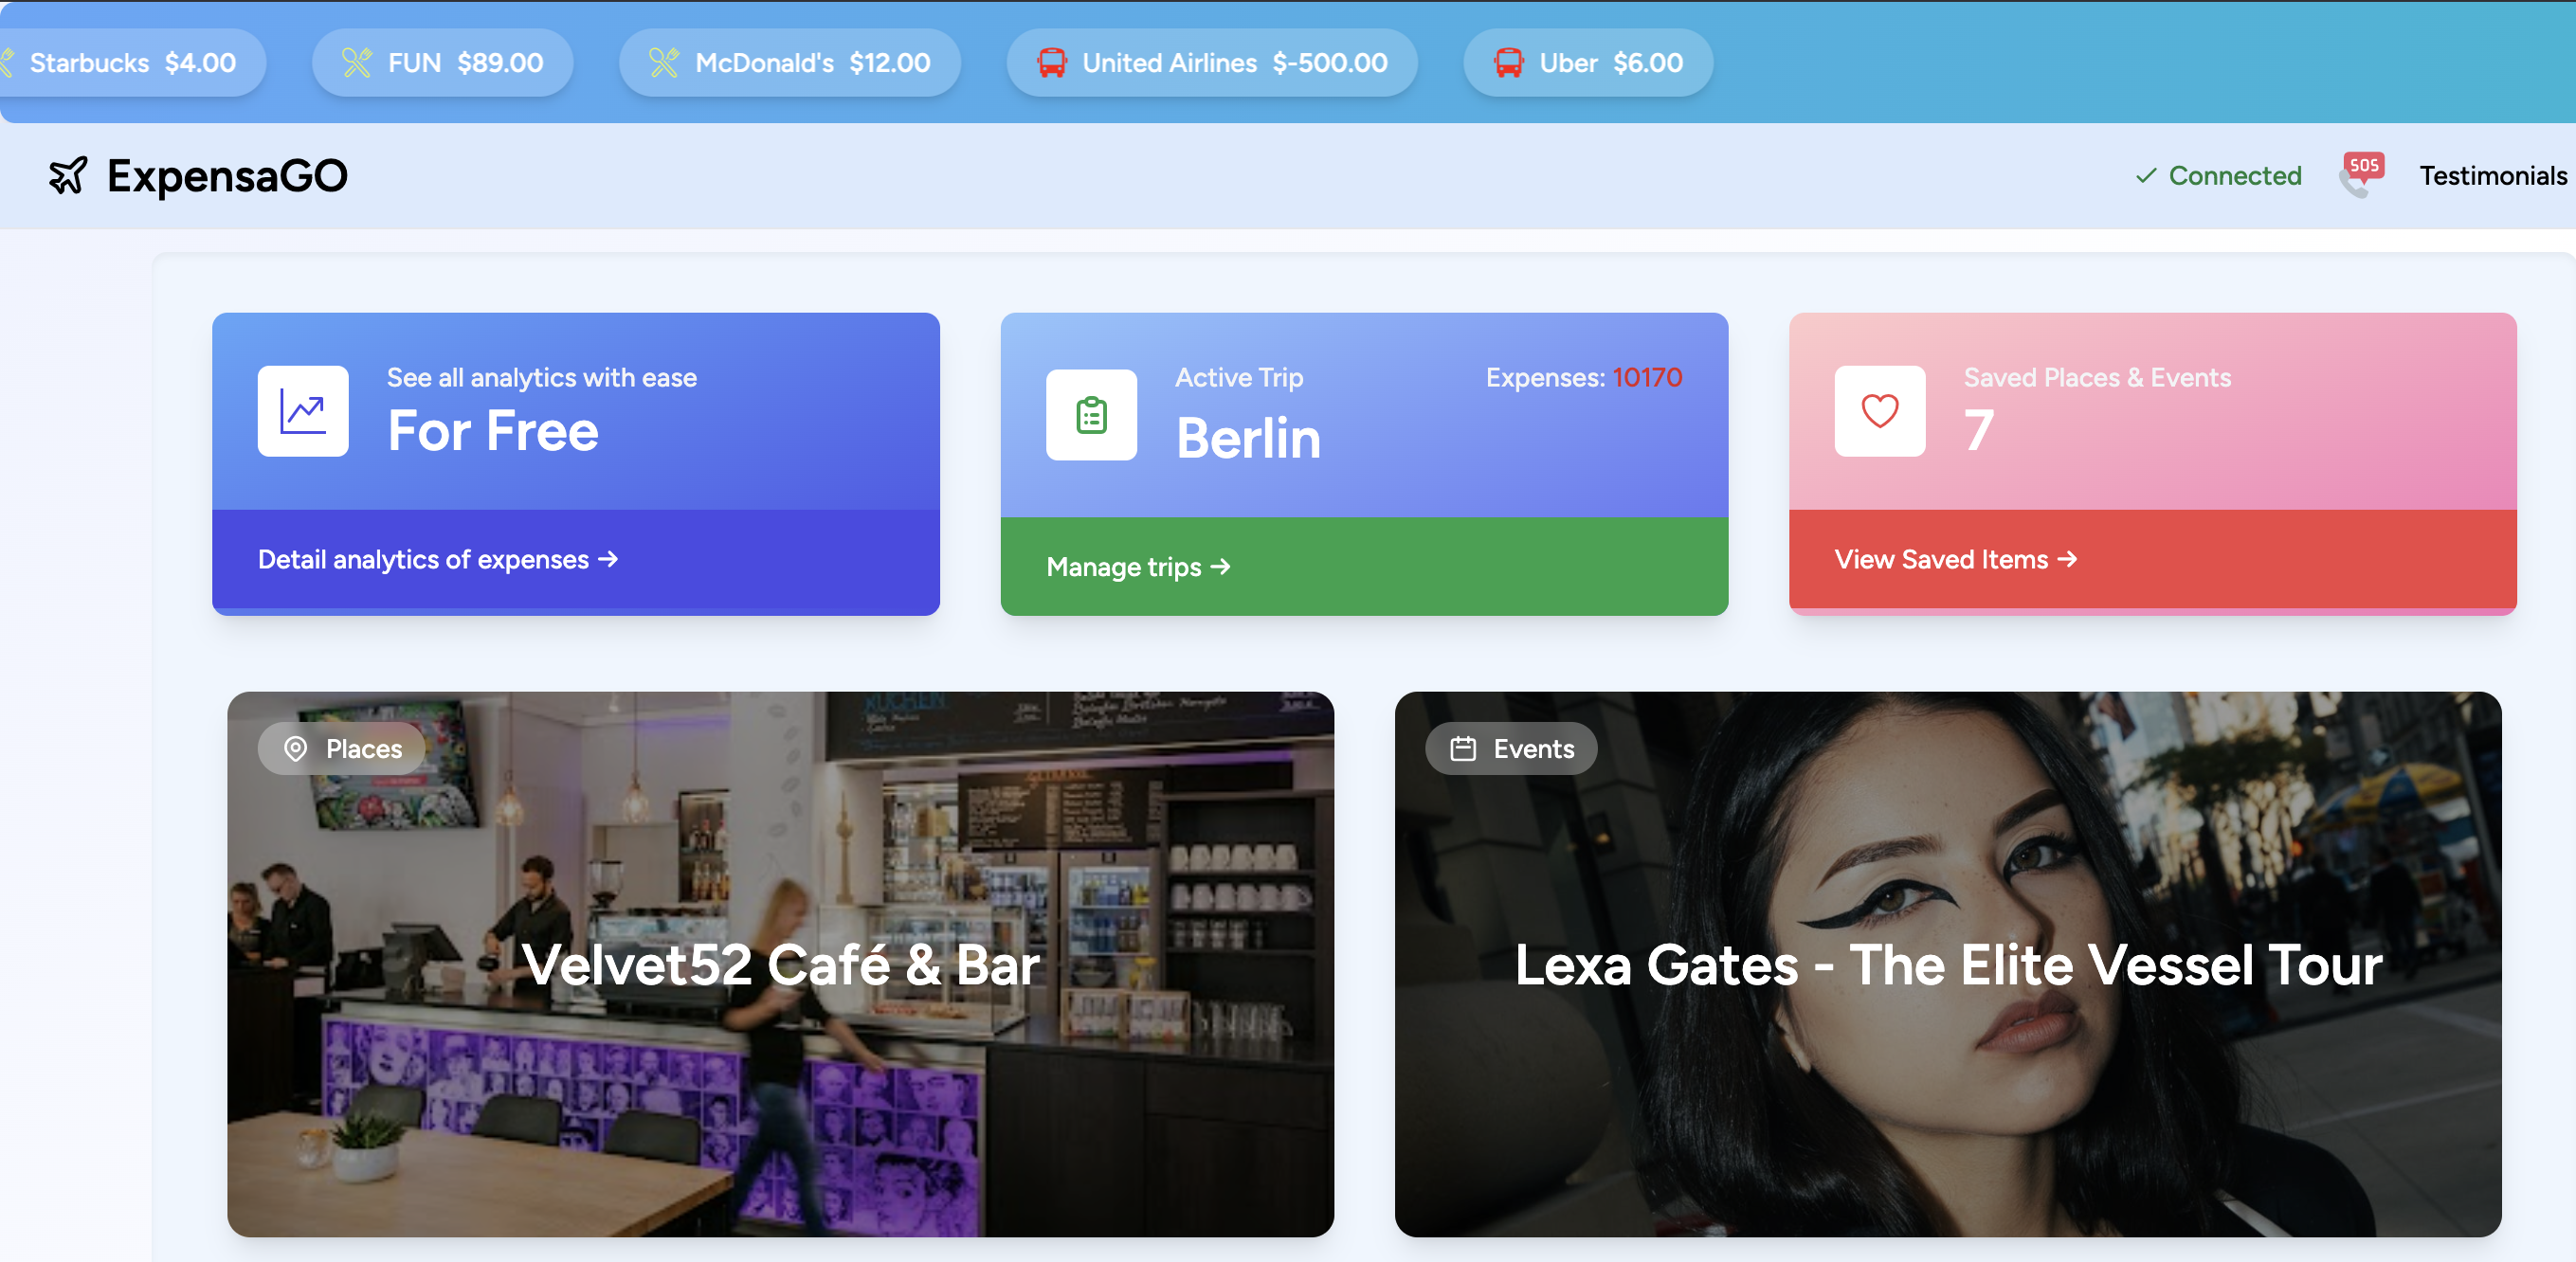 Starbucks $4.00
FUN $89.00
McDonald's $12.00
United Airlines $-500.00
Uber $6.00
ExpensaGO
Connected
SOS
Testimonials
See all analytics with ease
For Free
Detail analytics of expenses →
Active Trip
Expenses: 10170
Berlin
Manage trips →
Saved Places & Events
7
View Saved Items →
Places
KUCHEN
Velvet52 Café & Bar
Events
Lexa Gates - The Elite Vessel Tour